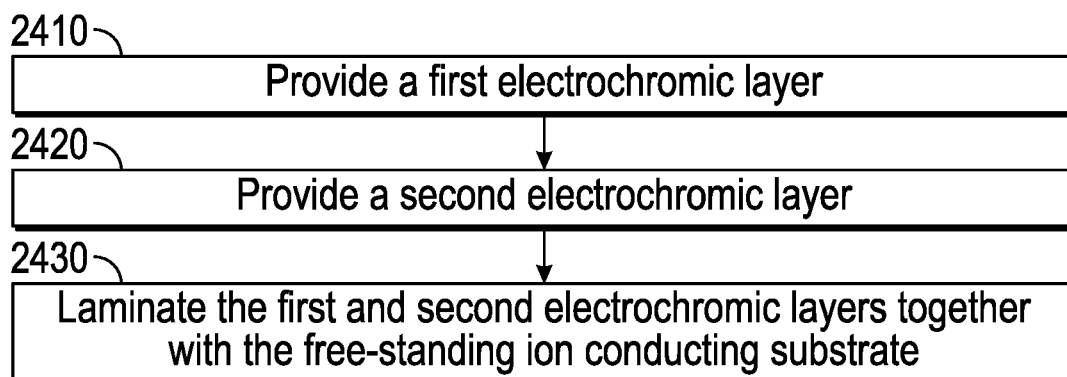 2410
Provide a first electrochromic layer
2420
Provide a second electrochromic layer
2430
Laminate the first and second electrochromic layers together
with the free-standing ion conducting substrate